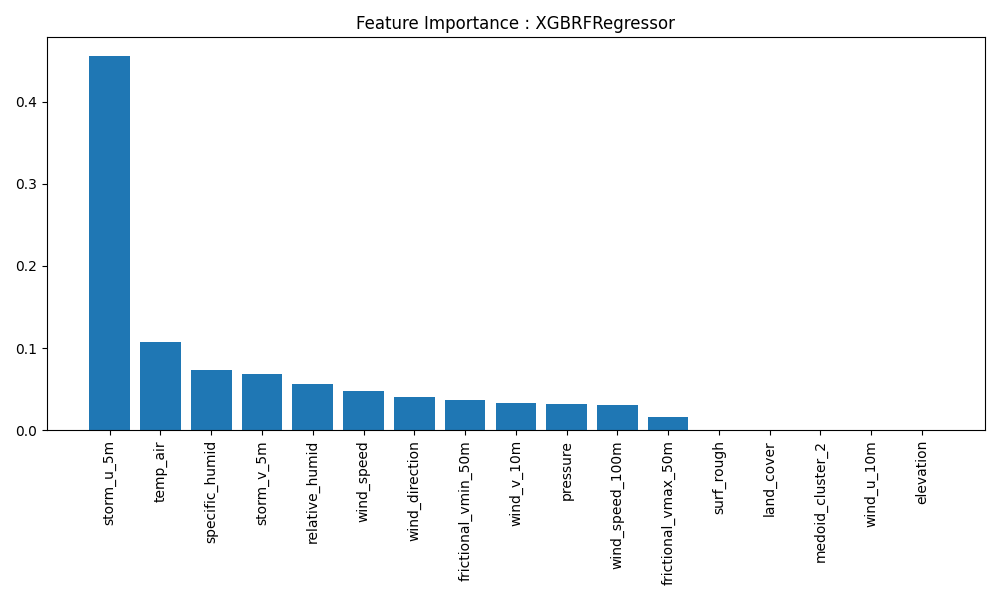 Feature Importance : XGBRFRegressor
0.4
0.3
0.2
0.1
0.0
storm_u_5m
temp_air
specific_humid
storm_v_5m
relative_humid
wind_speed
wind_direction
frictional_vmin_50m
wind_v_10m
pressure
wind_speed_100m
frictional_vmax_50m
surf_rough
land_cover
medoid_cluster_2
wind_u_10m
elevation